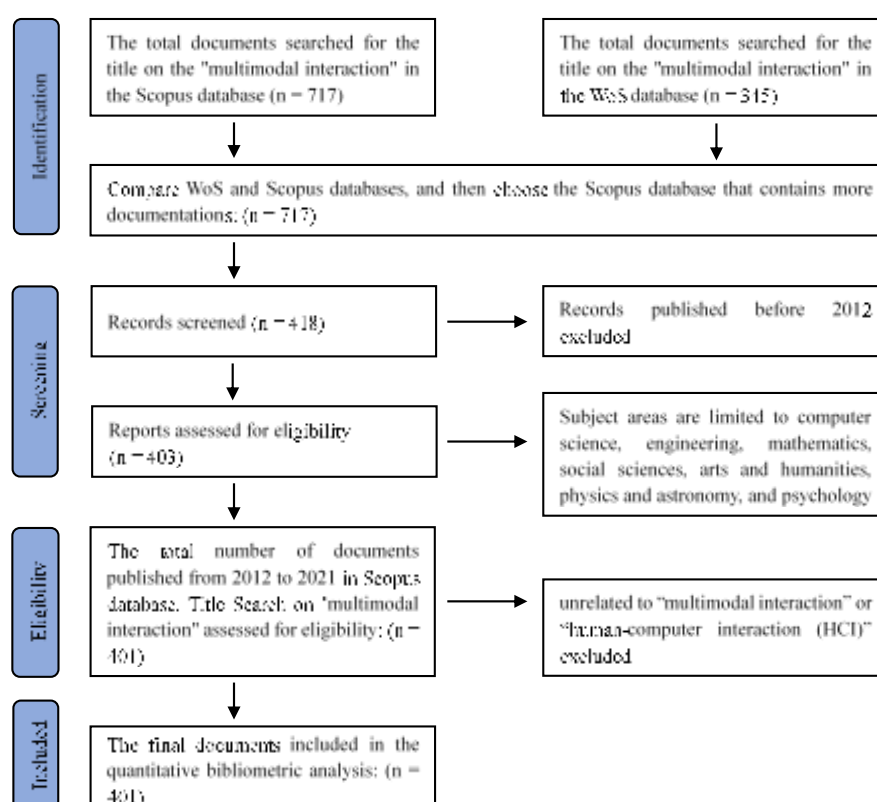 Identification
The total documents searched for the
title on the "multimodal interaction" in
the Scopus database (n = 717)
The total documents searched for the
title on the "multimodal interaction" in
the WoS database (n = 345)
Compare WoS and Scopus databases, and then choose the Scopus database that contains more
documentations: (n = 717)
Screening
Records screened (n = 418)
Records published before 2012
excluded
Reports assessed for eligibility
(n = 403)
Subject areas are limited to computer
science, engineering, mathematics,
social sciences, arts and humanities,
physics and astronomy, and psychology
Eligibility
The total number of documents
published from 2012 to 2021 in Scopus
database. Title Search on "multimodal
interaction" assessed for eligibility: (n =
401)
unrelated to “multimodal interaction” or
“human-computer interaction (HCI)”
excluded
Included
The final documents included in the
quantitative bibliometric analysis: (n =
401)